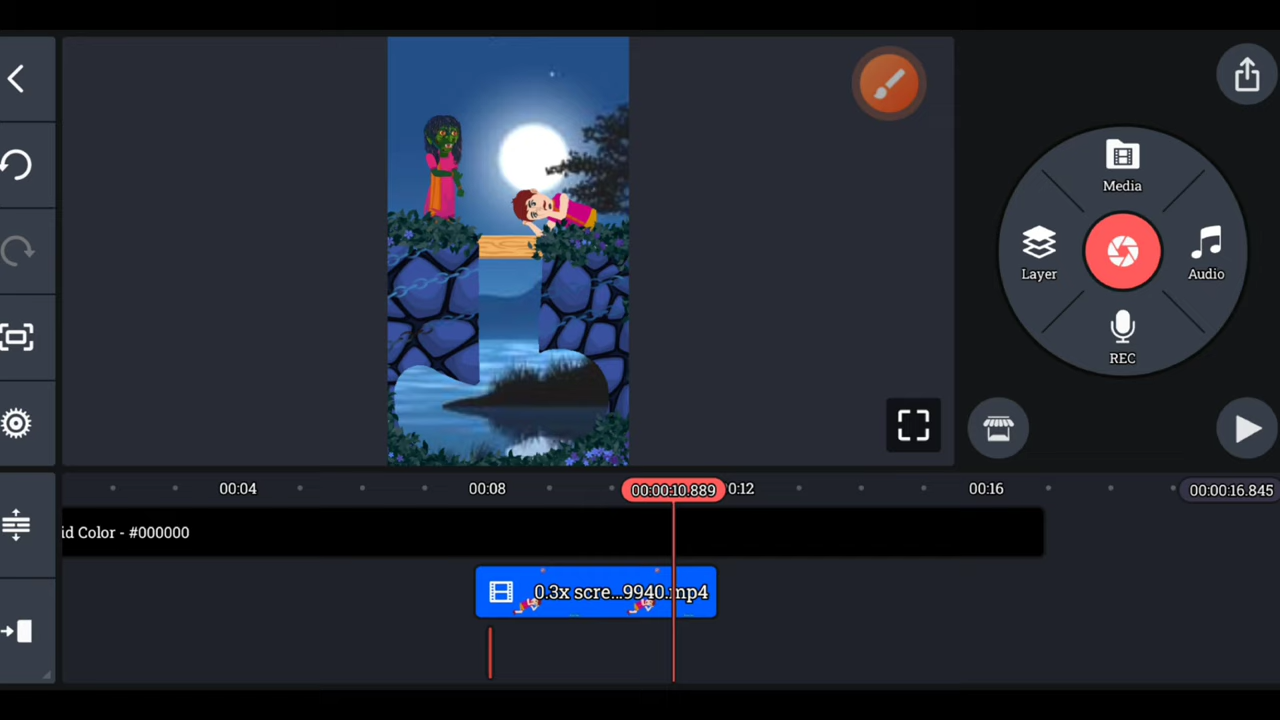 Media
Layer
Audio
REC
00:04
00:08
00:00:10.889
0:12
00:16
00:00:16.845
id Color - #000000
0.3x scre...9940.mp4